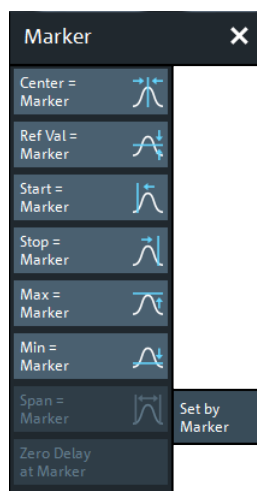 Marker
Center =
Marker
Ref Val =
Marker
Start =
Marker
Stop =
Marker
Max =
Marker
Min =
Marker
Span =
Marker
Set by
Marker
Zero Delay
at Marker